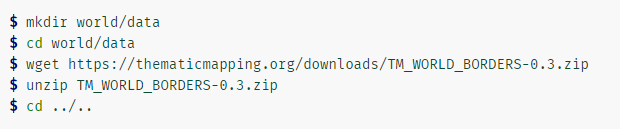 $ mkdir world/data
$ cd world/data
$ wget https://thematicmapping.org/downloads/TM_WORLD_BORDERS-0.3.zip
$ unzip TM_WORLD_BORDERS-0.3.zip
$ cd ../..